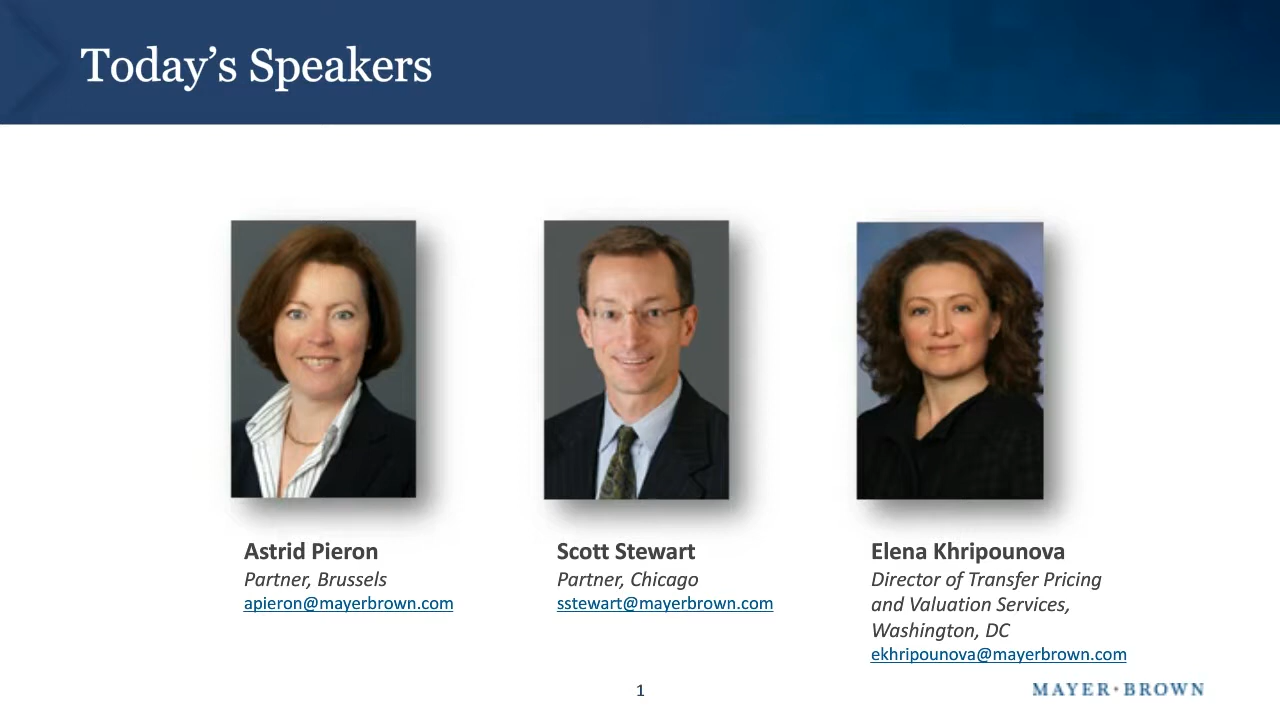 Today’s Speakers
Astrid Pieron
Partner, Brussels
apieron@mayerbrown.com
Scott Stewart
Partner, Chicago
sstewart@mayerbrown.com
Elena Khripounova
Director of Transfer Pricing
and Valuation Services,
Washington, DC
ekhripounova@mayerbrown.com
1
MAYER•BROWN